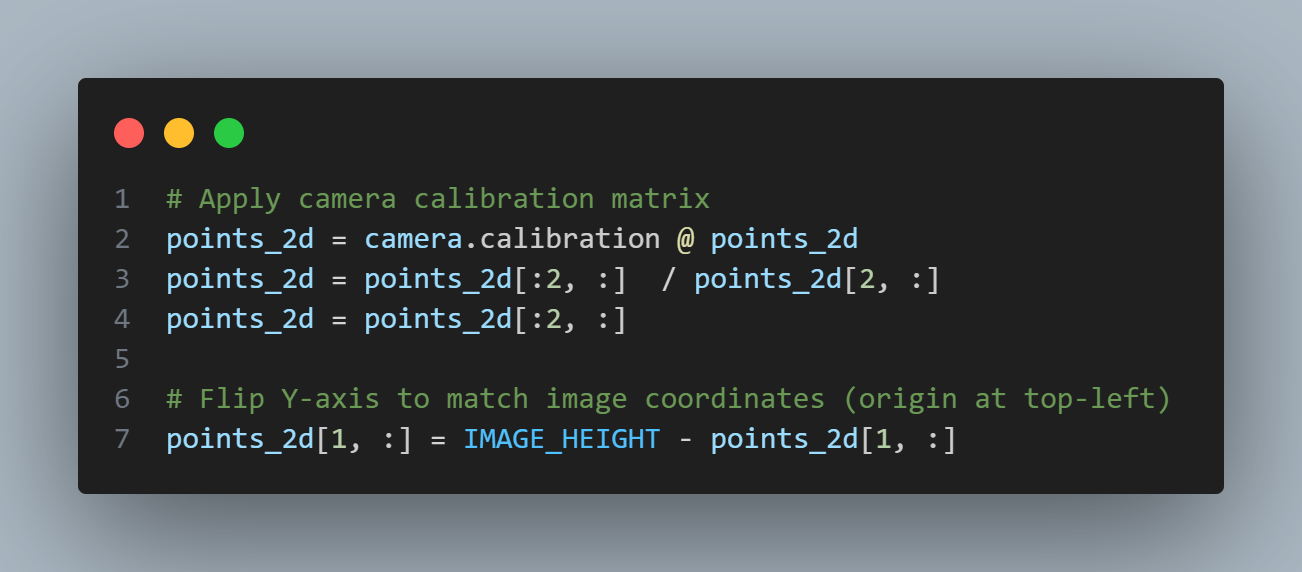 1 # Apply camera calibration matrix
2 points_2d = camera.calibration @ points_2d
3 points_2d = points_2d[:2, :]  / points_2d[2, :]
4 points_2d = points_2d[:2, :]
5
6 # Flip Y-axis to match image coordinates (origin at top-left)
7 points_2d[1, :] = IMAGE_HEIGHT - points_2d[1, :]